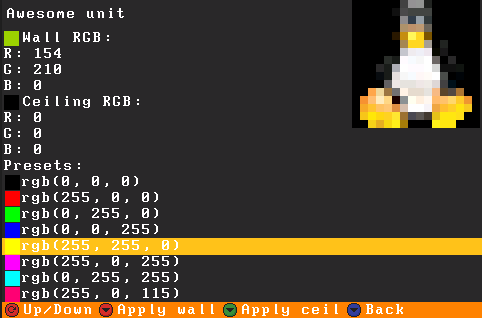 Awesome unit
Wall RGB:
R: 154
G: 210
B: 0
Ceiling RGB:
R: 0
G: 0
B: 0
Presets:
rgb(0, 0, 0)
rgb(255, 0, 0)
rgb(0, 255, 0)
rgb(0, 0, 255)
rgb(255, 255, 0)
rgb(255, 0, 255)
rgb(0, 255, 255)
rgb(255, 0, 115)
Up/Down Apply wall Apply ceil Back